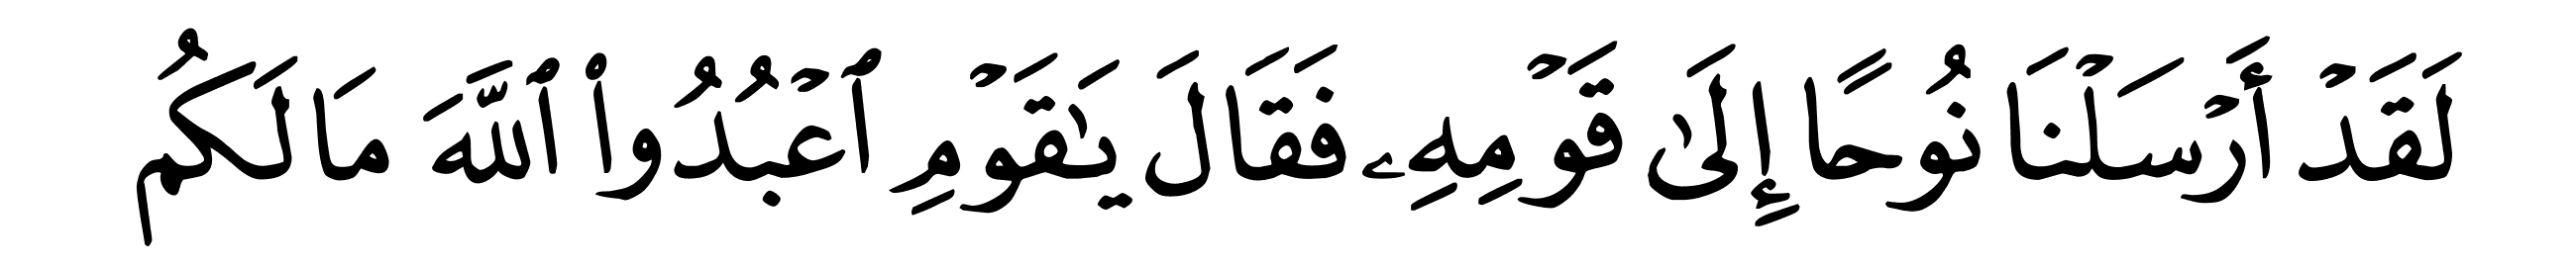 لَقَدۡ أَرۡسَلۡنَا نُوحًا إِلَىٰ قَوۡمِهِۦ فَقَالَ يَٰقَوۡمِ ٱعۡبُدُواْ ٱللَّهَ مَا لَكُم